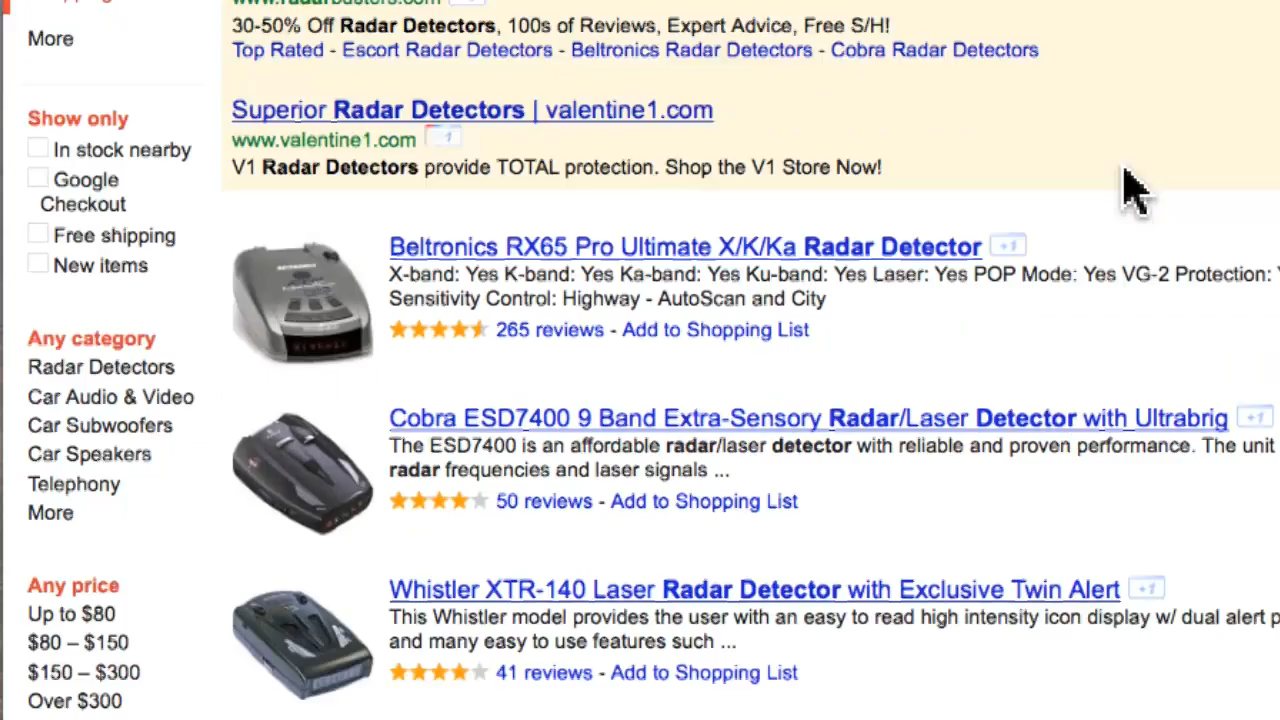 More
Show only
In stock nearby
Google
Checkout
Free shipping
New items
Any category
Radar Detectors
Car Audio & Video
Car Subwoofers
Car Speakers
Telephony
More
Any price
Up to $80
$80 – $150
$150 – $300
Over $300
www.radarbusters.com
30-50% Off Radar Detectors, 100s of Reviews, Expert Advice, Free S/H!
Top Rated - Escort Radar Detectors - Beltronics Radar Detectors - Cobra Radar Detectors
Superior Radar Detectors | valentine1.com
www.valentine1.com
V1 Radar Detectors provide TOTAL protection. Shop the V1 Store Now!
Beltronics RX65 Pro Ultimate X/K/Ka Radar Detector +1
X-band: Yes K-band: Yes Ka-band: Yes Ku-band: Yes Laser: Yes POP Mode: Yes VG-2 Protection:
Sensitivity Control: Highway - AutoScan and City
265 reviews - Add to Shopping List
Cobra ESD7400 9 Band Extra-Sensory Radar/Laser Detector with Ultrabrig +1
The ESD7400 is an affordable radar/laser detector with reliable and proven performance. The unit
radar frequencies and laser signals ...
50 reviews - Add to Shopping List
Whistler XTR-140 Laser Radar Detector with Exclusive Twin Alert +1
This Whistler model provides the user with an easy to read high intensity icon display w/ dual alert p
and many easy to use features such ...
41 reviews - Add to Shopping List